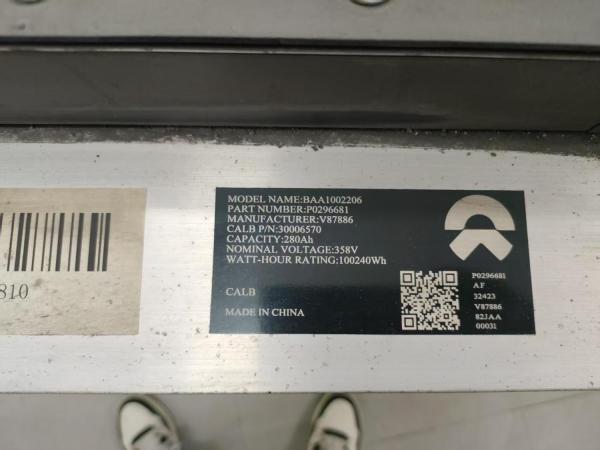 MODEL NAME:BAA1002206
PART NUMBER:P0296681
MANUFACTURER:V87886
CALB P/N:30006570
CAPACITY:280Ah
NOMINAL VOLTAGE:358V
WATT-HOUR RATING:100240Wh
CALB
MADE IN CHINA
P0296681
AF
32423
V87886
82JAA
00031
810